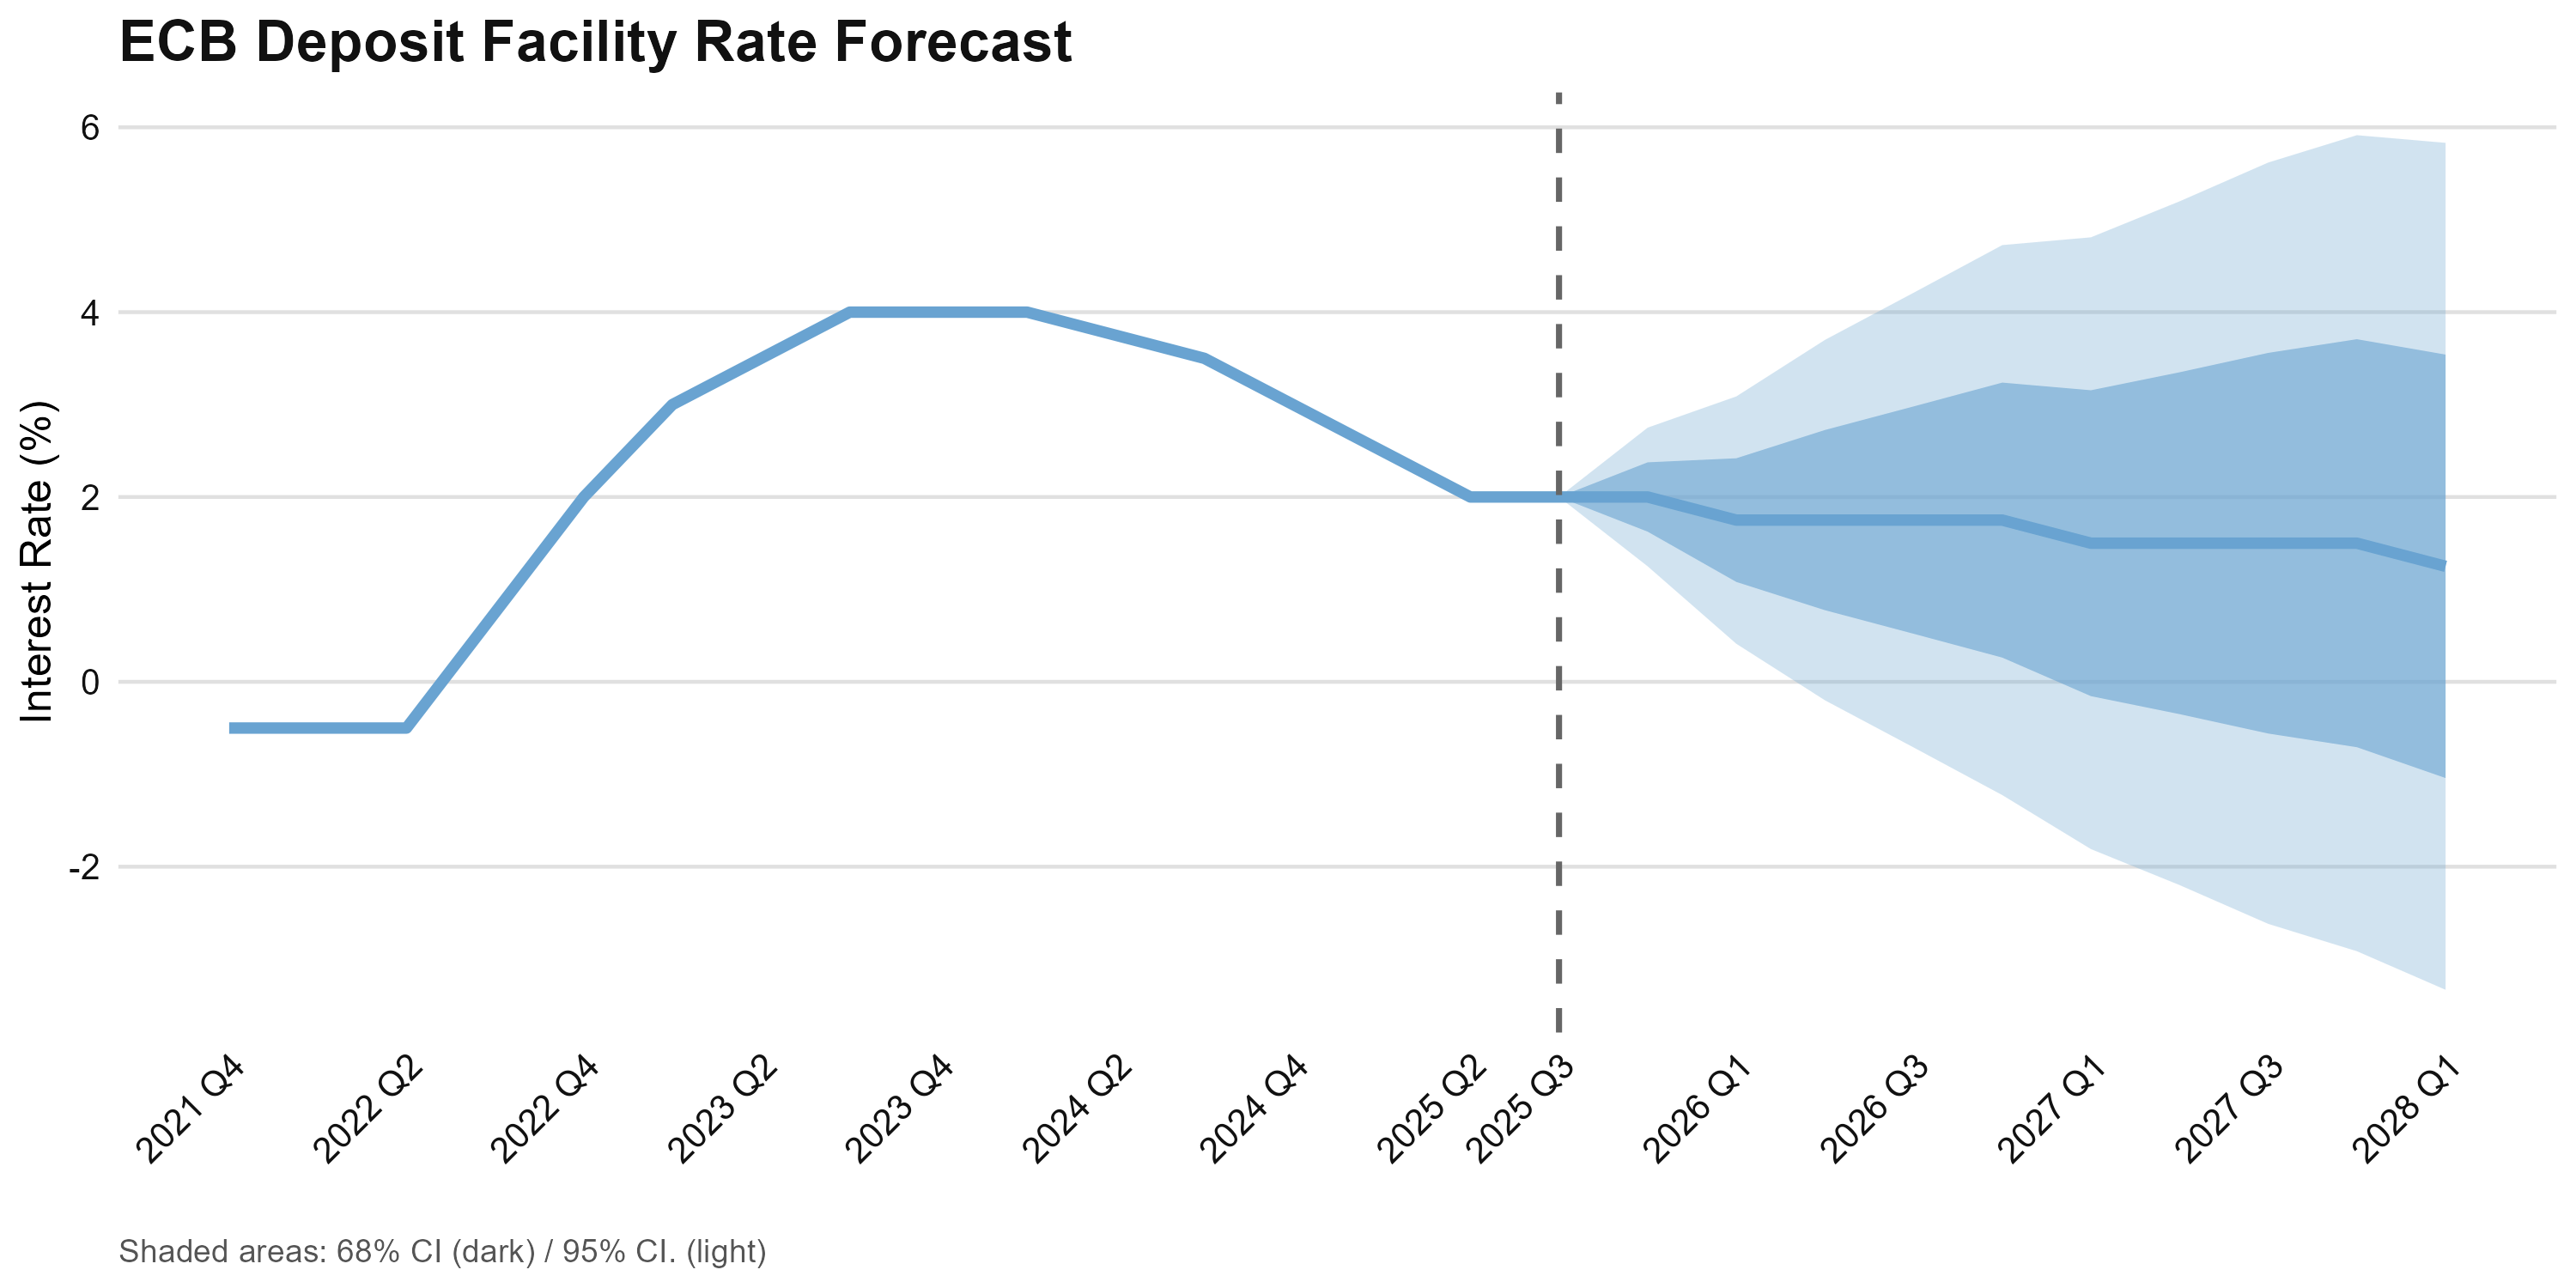 ECB Deposit Facility Rate Forecast
Interest Rate (%)
6
4
2
0
-2
2021 Q4
2022 Q2
2022 Q4
2023 Q2
2023 Q4
2024 Q2
2024 Q4
2025 Q2
2025 Q3
2026 Q1
2026 Q3
2027 Q1
2027 Q3
2028 Q1
Shaded areas: 68% CI (dark) / 95% CI. (light)